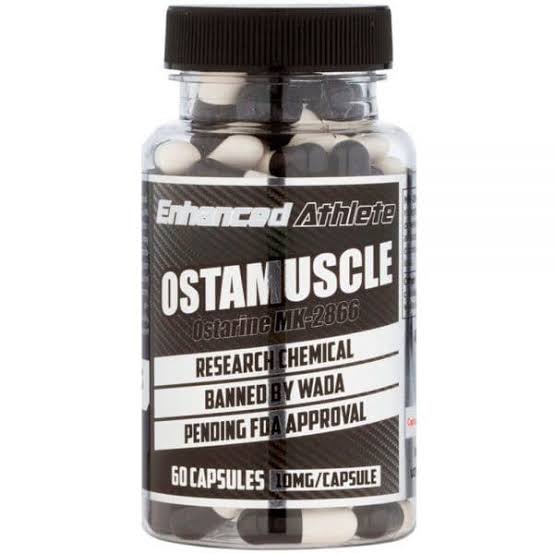 Enhanced Athlete
OSTAMUSCLE
Ostarine MK-2866
RESEARCH CHEMICAL
BANNED BY WADA
PENDING FDA APPROVAL
60 CAPSULES 10MG/CAPSULE